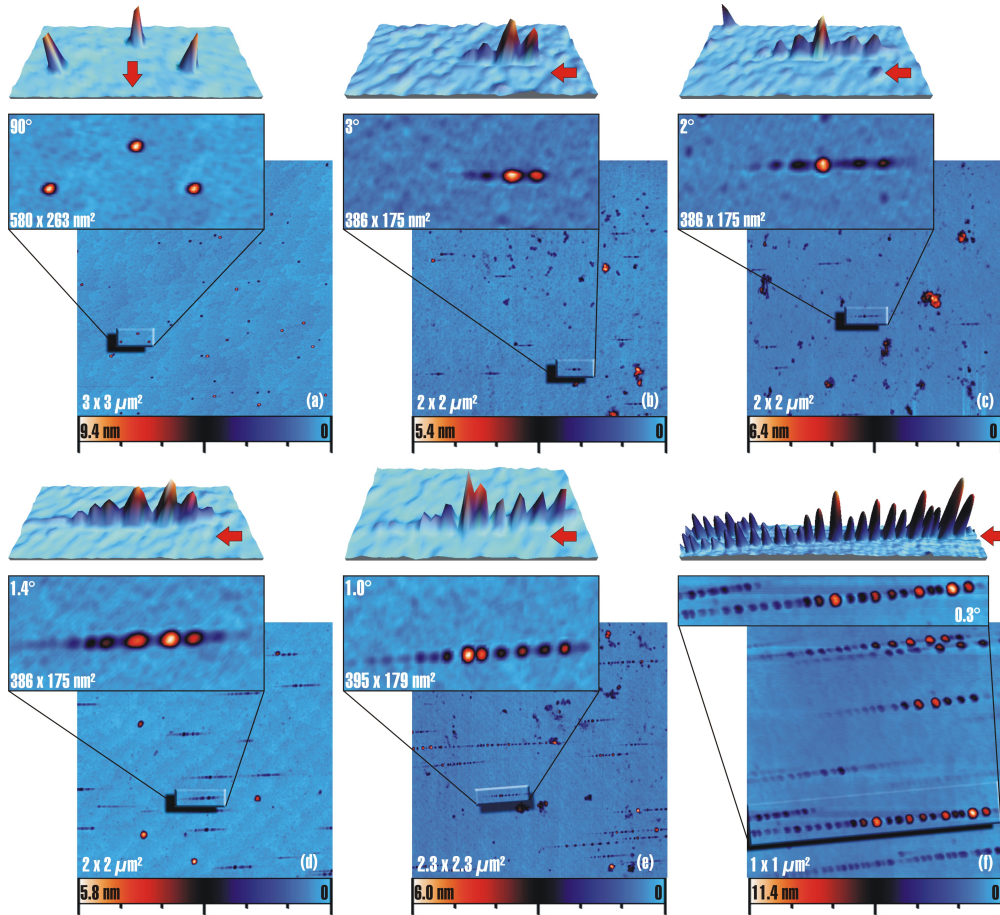 90°
580 x 263 nm²
3 x 3 µm²
(a)
9.4 nm
0
3°
386 x 175 nm²
2 x 2 µm²
(b)
5.4 nm
0
2°
386 x 175 nm²
2 x 2 µm²
(c)
6.4 nm
0
1.4°
386 x 175 nm²
2 x 2 µm²
(d)
5.8 nm
0
1.0°
395 x 179 nm²
2.3 x 2.3 µm²
(e)
6.0 nm
0
0.3°
1 x 1 µm²
(f)
11.4 nm
0